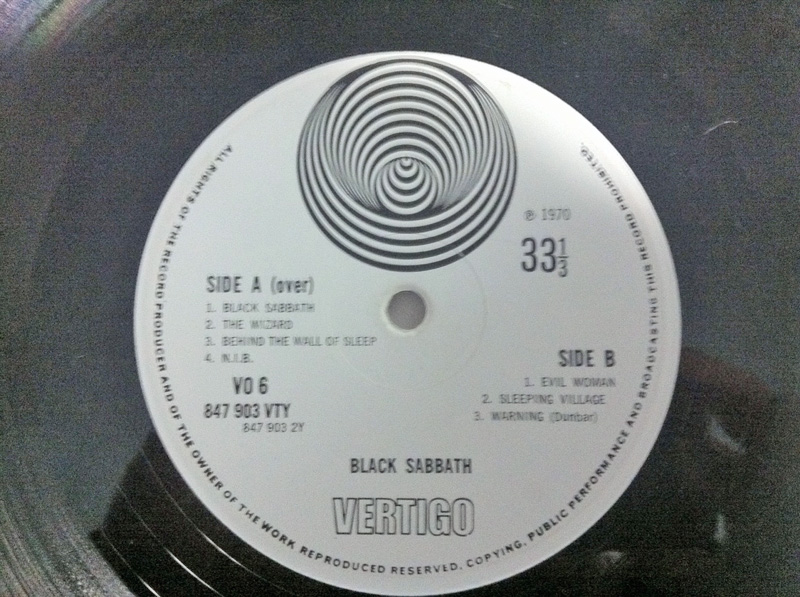 ALL RIGHTS OF THE RECORD PRODUCER AND OF THE OWNER OF THE WORK REPRODUCED RESERVED. COPYING, PUBLIC PERFORMANCE AND BROADCASTING THIS RECORD PROHIBITED.
℗ 1970
33 1/3
SIDE A (over)
1. BLACK SABBATH
2. THE WIZARD
3. BEHIND THE WALL OF SLEEP
4. N.I.B.
VO 6
847 903 VTY
847 903 2Y
SIDE B
1. EVIL WOMAN
2. SLEEPING VILLAGE
3. WARNING (Dunbar)
BLACK SABBATH
VERTIGO